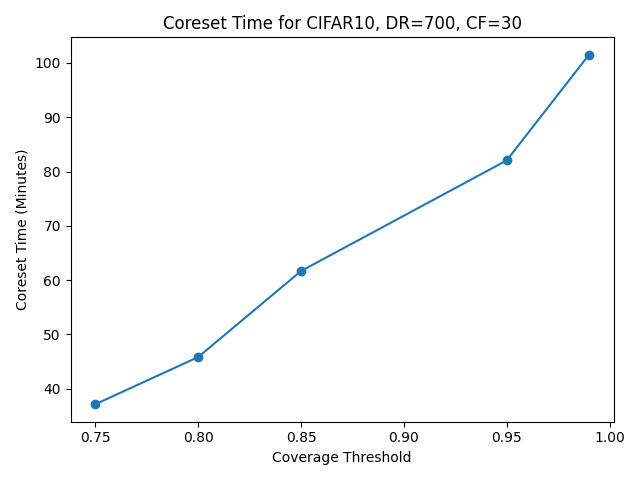 Coreset Time for CIFAR10, DR=700, CF=30
Coreset Time (Minutes)
100
90
80
70
60
50
40
0.75 0.80 0.85 0.90 0.95 1.00
Coverage Threshold